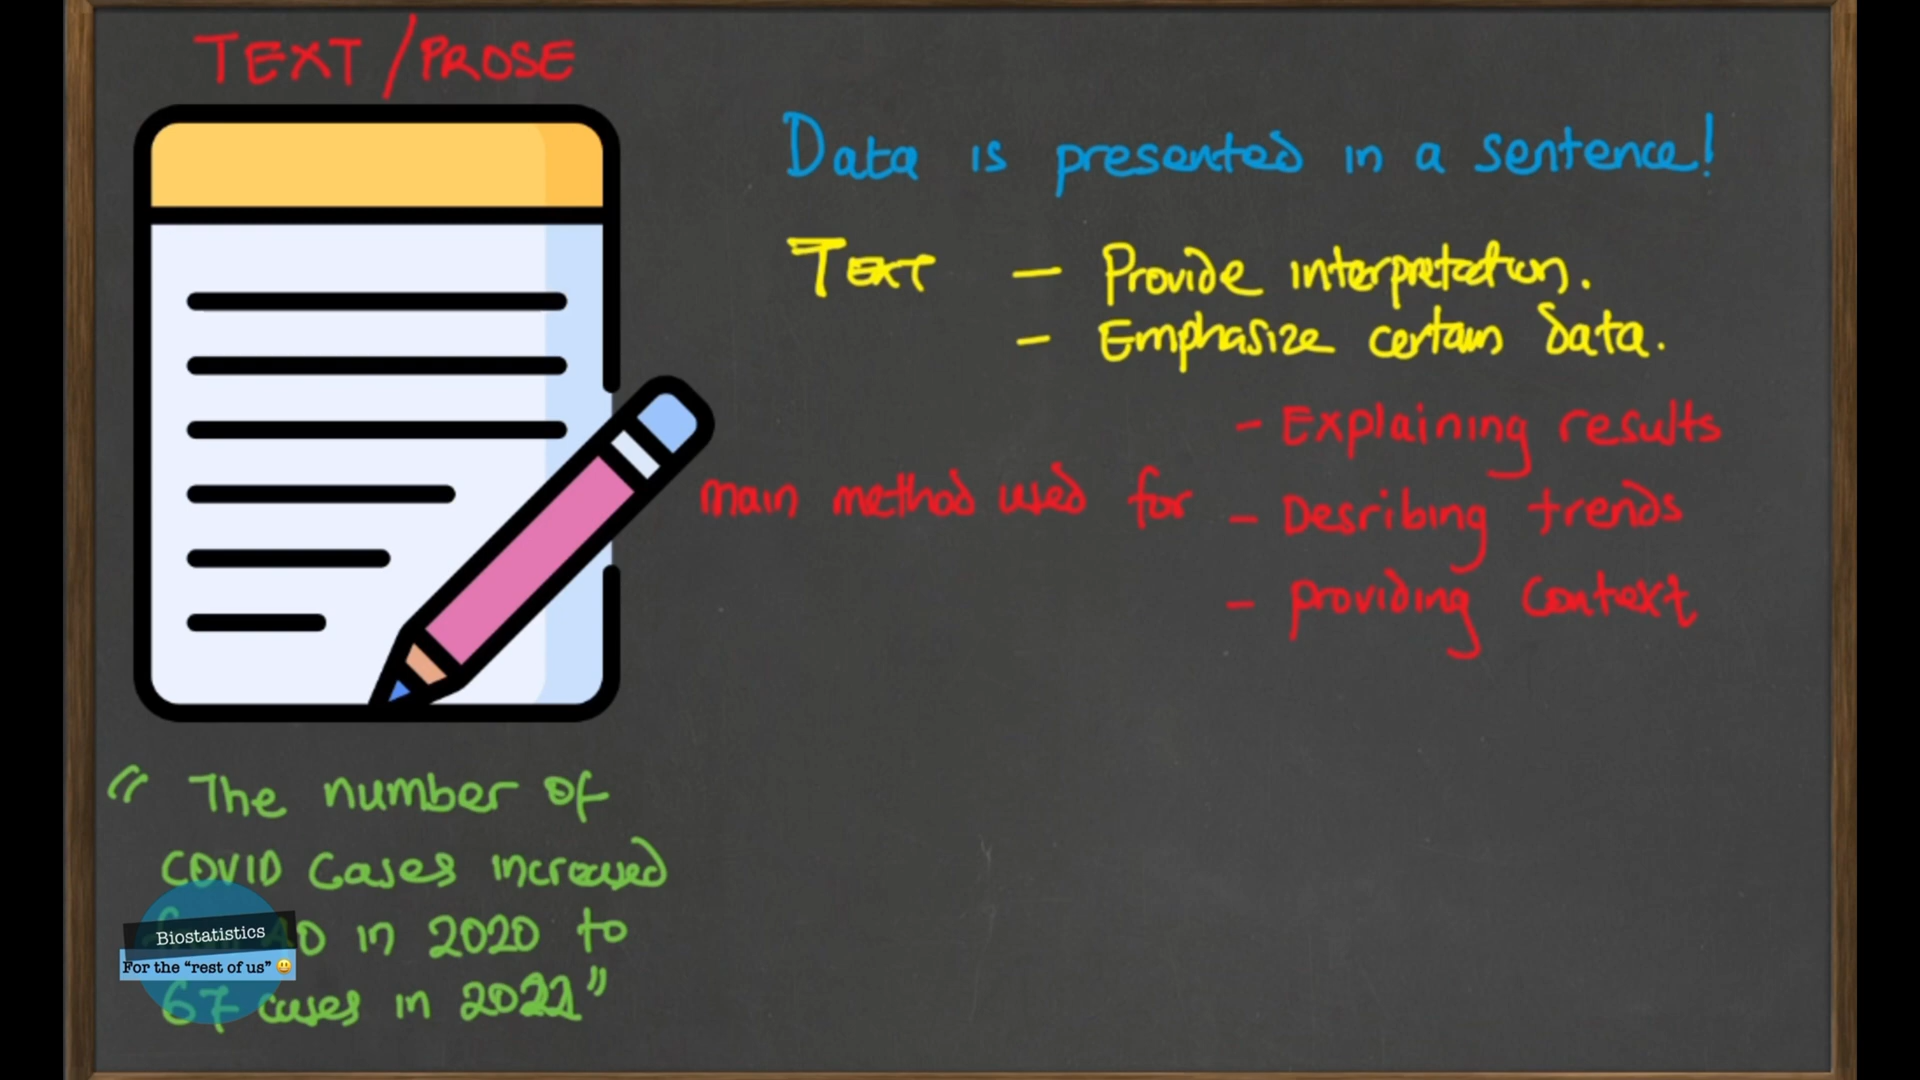 TEXT / PROSE
Data is presented in a sentence!
TEXT - Provide interpretation.
- Emphasize certain data.
main method used for
- Explaining results
- Desribing trends
- providing context
" The number of
COVID cases increased
in 2020 to
67 cases in 2022"
Biostatistics
For the “rest of us” 😃